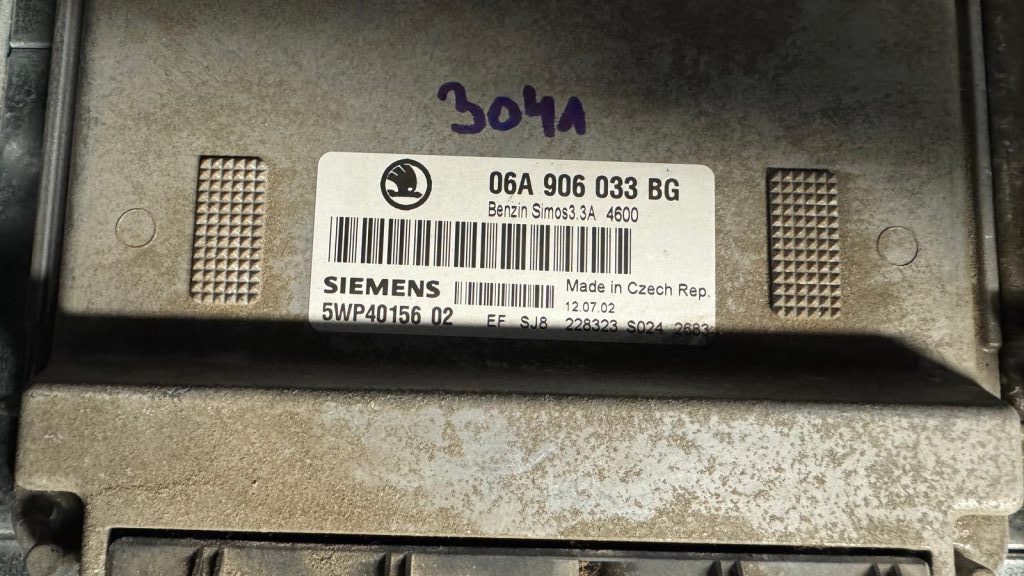 3041
06A 906 033 BG
Benzin Simos3.3A 4600
SIEMENS
Made in Czech Rep.
5WP40156 02
12.07.02
EF SJ8 228323 S024 2683